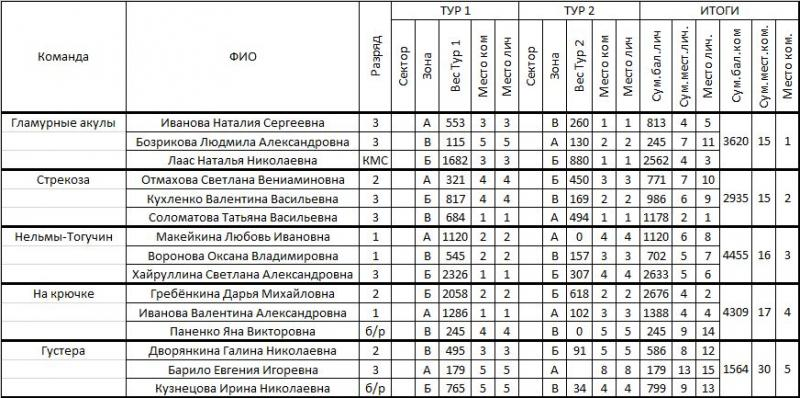 ТУР 1 ТУР 2 ИТОГИ
Команда ФИО Разряд Сектор Зона Вес Тур 1 Место ком Место лич Сектор Зона Вес Тур 2 Место ком Место лич Сум.бал.лич Сум.мест.лич. Место лич. Сум.бал.ком Сум.мест.ком. Место ком.
Гламурные акулы Иванова Наталия Сергеевна 3 А 553 3 3 В 260 1 1 813 4 5
Бозрикова Людмила Александровна 3 В 115 5 5 А 130 2 2 245 7 11 3620 15 1
Лаас Наталья Николаевна КМС Б 1682 3 3 Б 880 1 1 2562 4 3
Стрекоза Отмахова Светлана Вениаминовна 2 А 321 4 4 Б 450 3 3 771 7 10
Кухленко Валентина Васильевна 3 Б 817 4 4 В 169 2 2 986 6 9 2935 15 2
Соломатова Татьяна Васильевна 3 В 684 1 1 А 494 1 1 1178 2 1
Нельмы-Тогучин Макейкина Любовь Ивановна 1 А 1120 2 2 А 0 4 4 1120 6 8
Воронова Оксана Владимировна 1 В 545 2 2 В 157 3 3 702 5 7 4455 16 3
Хайруллина Светлана Александровна 3 Б 2326 1 1 Б 307 4 4 2633 5 6
На крючке Гребёнкина Дарья Михайловна 2 Б 2058 2 2 Б 618 2 2 2676 4 2
Иванова Валентина Александровна 1 А 1286 1 1 А 102 3 3 1388 4 4 4309 17 4
Паненко Яна Викторовна б/р В 245 4 4 В 0 5 5 245 9 14
Густера Дворянкина Галина Николаевна 2 В 495 3 3 Б 91 5 5 586 8 12
Барило Евгения Игоревна 3 А 179 5 5 А 8 8 179 13 15 1564 30 5
Кузнецова Ирина Николаевна б/р Б 765 5 5 В 34 4 4 799 9 13